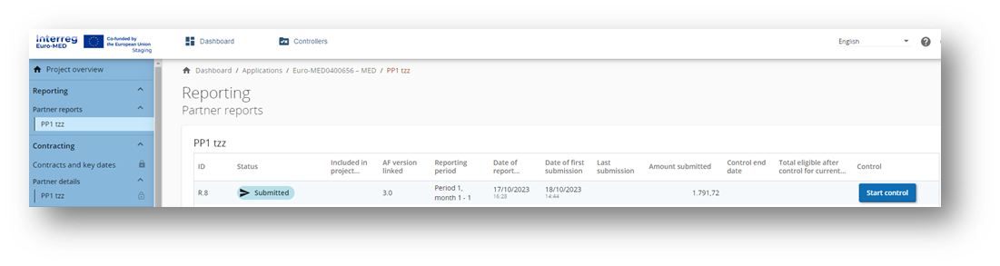 Interreg
Euro-MED
Co-funded by
the European Union
Staging
Dashboard
Controllers
English
Project overview
Reporting
Partner reports
PP1 tzz
Contracting
Contracts and key dates
Partner details
PP1 tzz
Dashboard / Applications / Euro-MED0400656 – MED / PP1 tzz
Reporting
Partner reports
PP1 tzz
ID
Status
Included in
project...
AF version
linked
Reporting
period
Date of
report...
Date of first
submission
Last
submission
Amount submitted
Control end
date
Total eligible after
control for current...
Control
R.8
Submitted
3.0
Period 1,
month 1 - 1
17/10/2023
16:28
18/10/2023
14:44
1.791,72
Start control